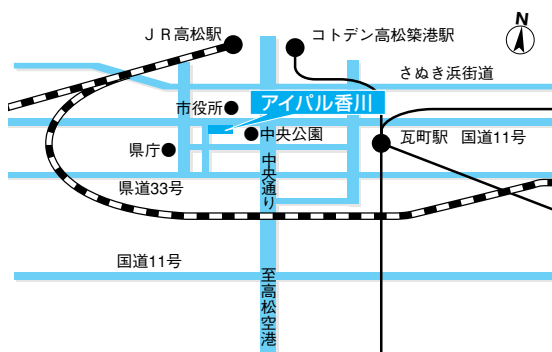 N
ＪＲ高松駅
コトデン高松築港駅
さぬき浜街道
市役所
アイパル香川
中央公園
瓦町駅
国道11号
県庁
県道33号
中央通り
国道11号
至高松空港